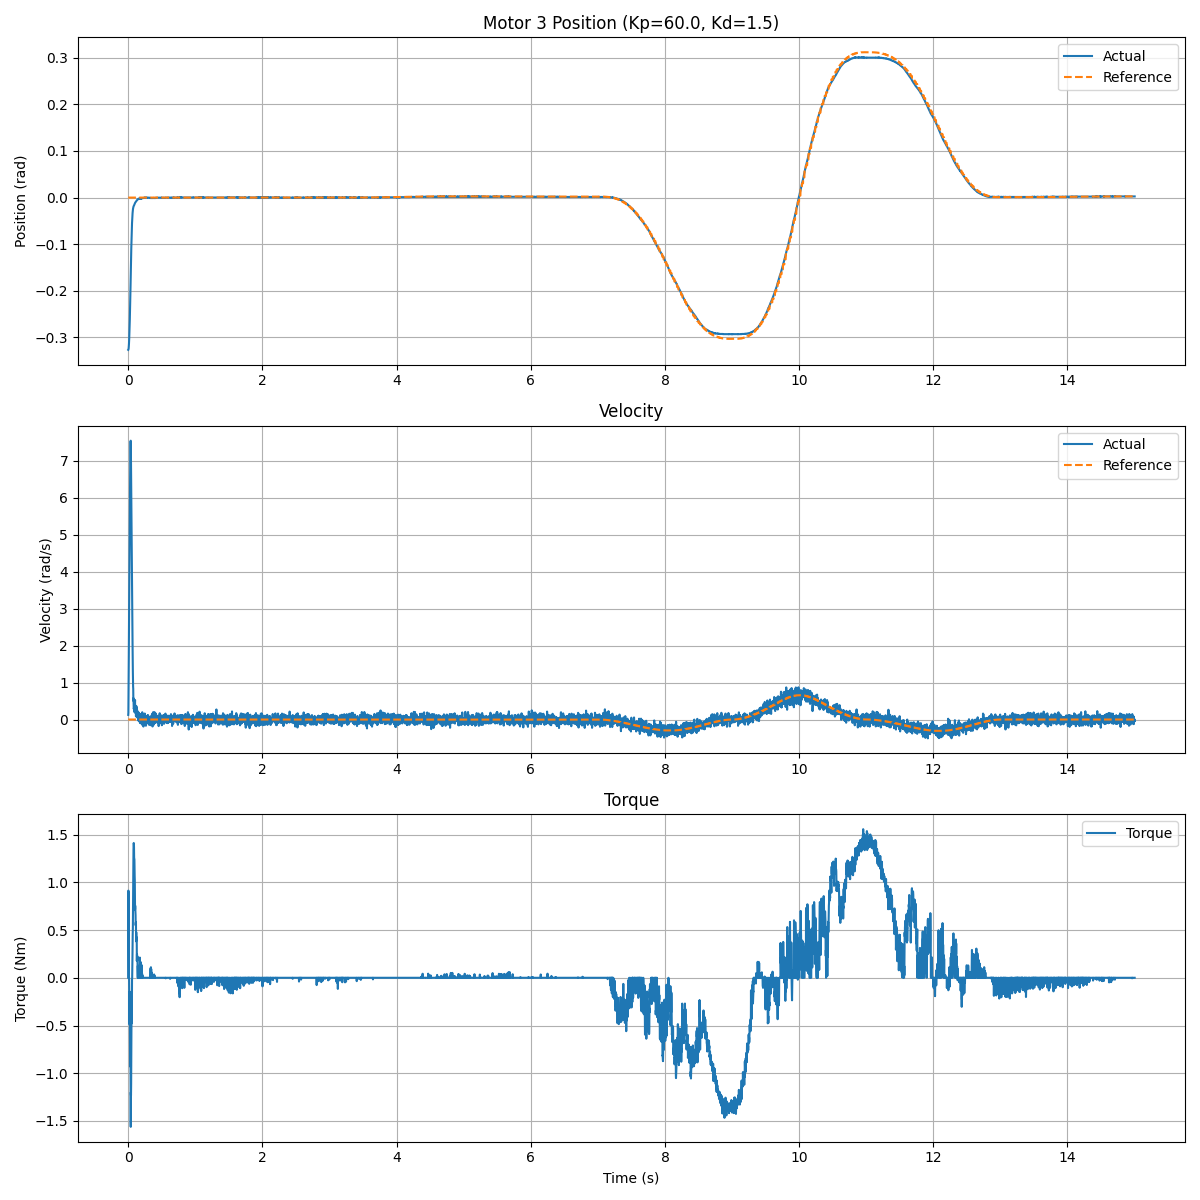 Motor 3 Position (Kp=60.0, Kd=1.5)
Position (rad)
0.3
0.2
0.1
0.0
−0.1
−0.2
−0.3
Actual
Reference
0 2 4 6 8 10 12 14
Velocity
Velocity (rad/s)
7
6
5
4
3
2
1
0
Actual
Reference
0 2 4 6 8 10 12 14
Torque
Torque (Nm)
1.5
1.0
0.5
0.0
−0.5
−1.0
−1.5
Torque
0 2 4 6 8 10 12 14
Time (s)